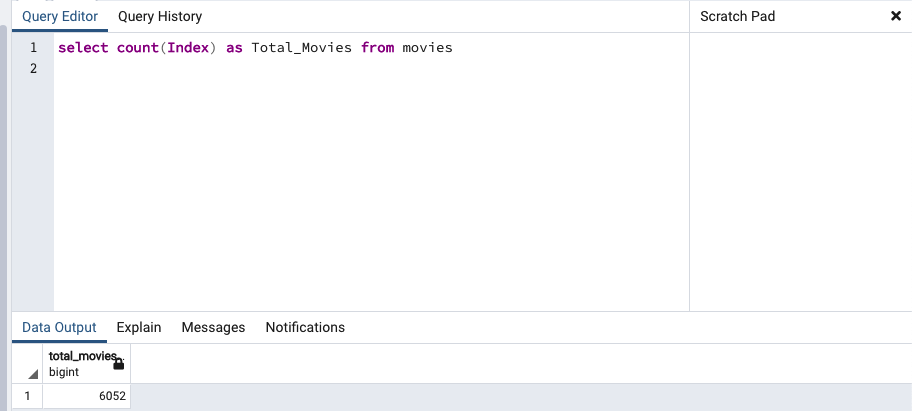 Query Editor Query History Scratch Pad
1 select count(Index) as Total_Movies from movies
2
Data Output Explain Messages Notifications
total_movies
bigint
1 6052